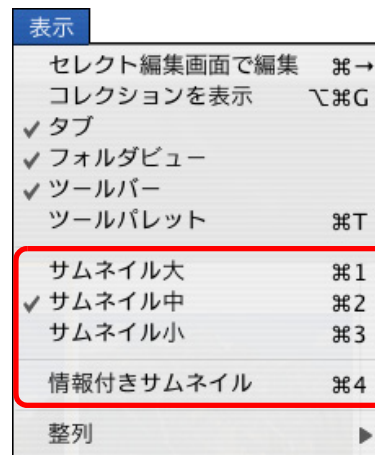 表示
セレクト編集画面で編集 ⌘→
コレクションを表示 ⌥⌘G
✓ タブ
✓ フォルダビュー
✓ ツールバー
ツールパレット ⌘T
サムネイル大 ⌘1
✓ サムネイル中 ⌘2
サムネイル小 ⌘3
情報付きサムネイル ⌘4
整列 ▶